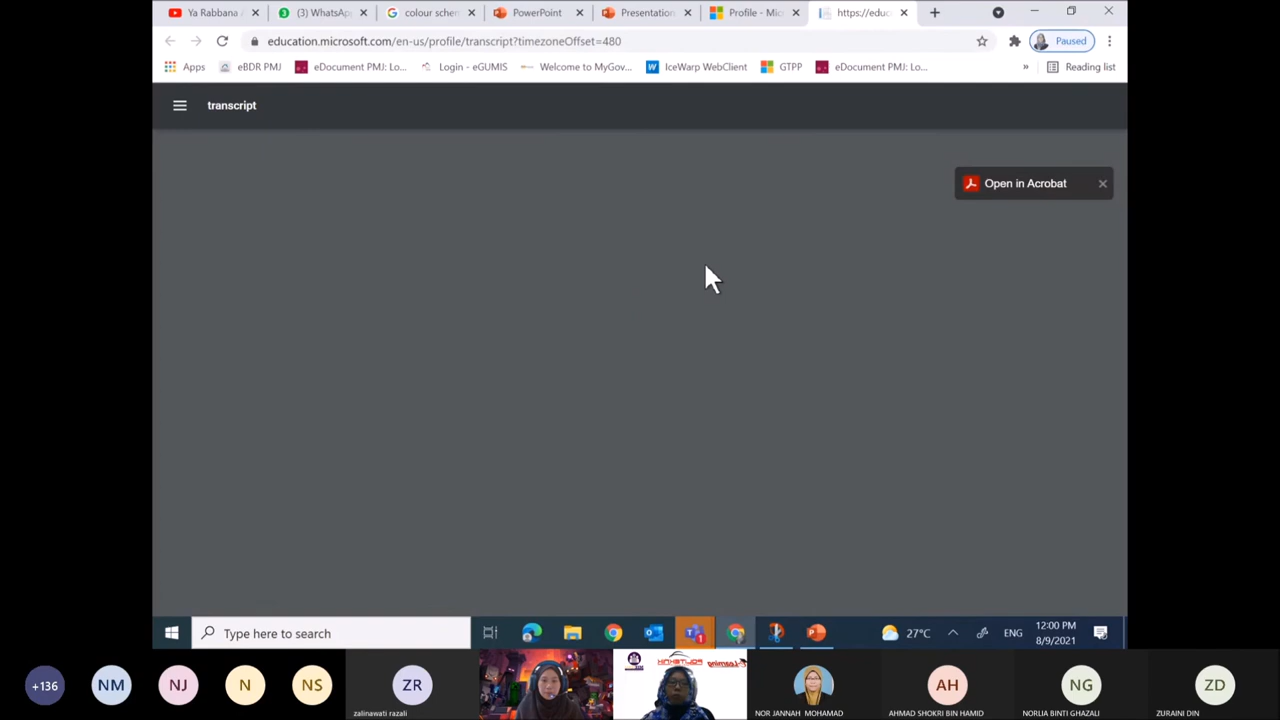 Ya Rabbana
(3) WhatsAp
colour schem
PowerPoint
Presentation
Profile - Mic
https://educ
education.microsoft.com/en-us/profile/transcript?timezoneOffset=480
Paused
Apps
eBDR PMJ
eDocument PMJ: Lo...
Login - eGUMIS
Welcome to MyGov...
IceWarp WebClient
GTPP
eDocument PMJ: Lo...
»
Reading list
transcript
Open in Acrobat
Type here to search
27°C
ENG
12:00 PM
8/9/2021
+136
NM
NJ
N
NS
ZR
zalinawati razali
NOR JANNAH MOHAMAD
AH
AHMAD SHOKRI BIN HAMID
NG
NORLIA BINTI GHAZALI
ZD
ZURAINI DIN